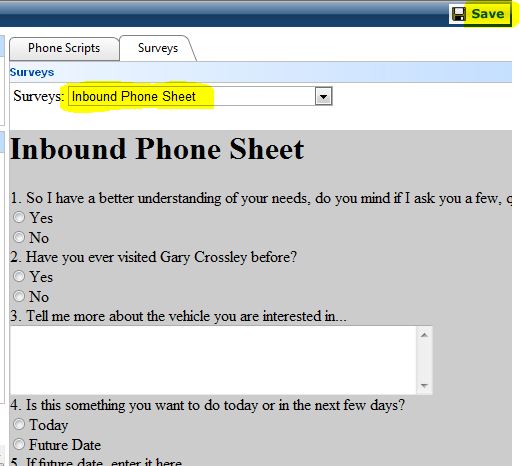 Save
Phone Scripts Surveys
Surveys
Surveys: Inbound Phone Sheet
Inbound Phone Sheet
1. So I have a better understanding of your needs, do you mind if I ask you a few, q
Yes
No
2. Have you ever visited Gary Crossley before?
Yes
No
3. Tell me more about the vehicle you are interested in...
4. Is this something you want to do today or in the next few days?
Today
Future Date
5. If future date, enter it here